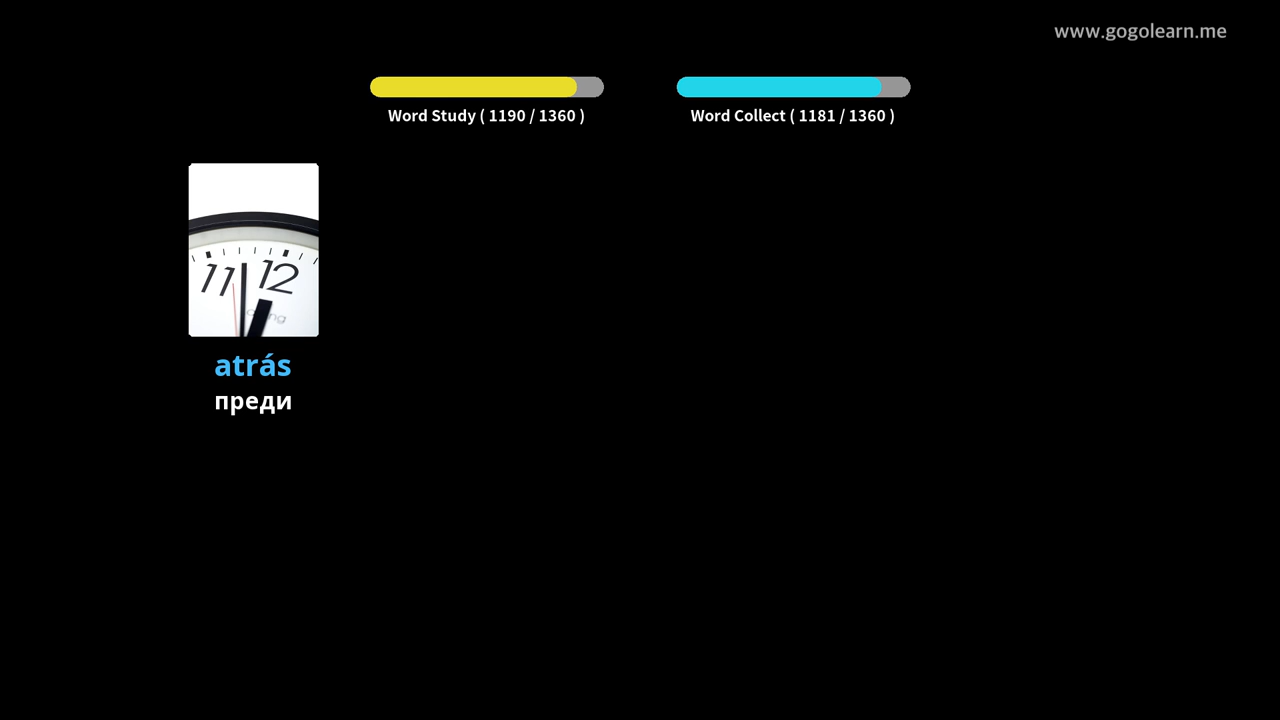 www.gogolearn.me
Word Study ( 1190 / 1360 )
Word Collect ( 1181 / 1360 )
11 12
atrás
преди